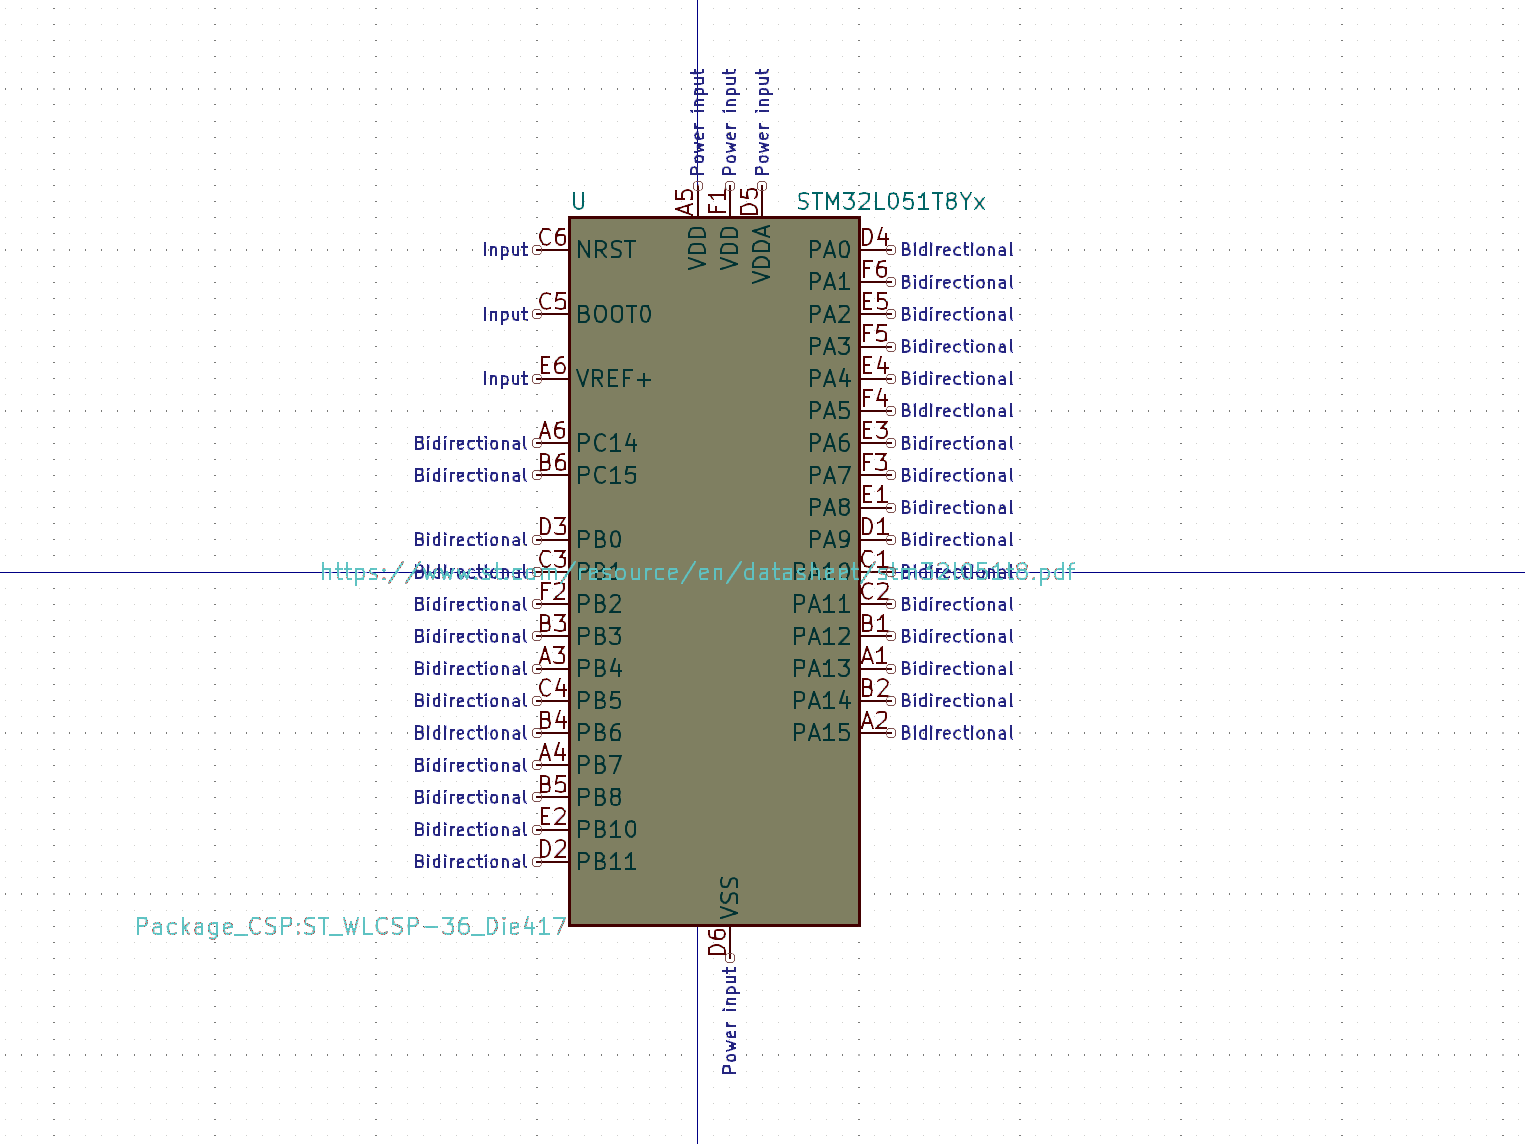 Power input
Power input
Power input
A5
F1
D5
U
STM32L051T8Yx
VDD
VDD
VDDA
Input C6 NRST
Input C5 BOOT0
Input E6 VREF+
Bidirectional A6 PC14
Bidirectional B6 PC15
Bidirectional D3 PB0
Bidirectional C3 PB1
Bidirectional F2 PB2
Bidirectional B3 PB3
Bidirectional A3 PB4
Bidirectional C4 PB5
Bidirectional B4 PB6
Bidirectional A4 PB7
Bidirectional B5 PB8
Bidirectional E2 PB10
Bidirectional D2 PB11
PA0 D4 Bidirectional
PA1 F6 Bidirectional
PA2 E5 Bidirectional
PA3 F5 Bidirectional
PA4 E4 Bidirectional
PA5 F4 Bidirectional
PA6 E3 Bidirectional
PA7 F3 Bidirectional
PA8 E1 Bidirectional
PA9 D1 Bidirectional
PA10 C1 Bidirectional
PA11 C2 Bidirectional
PA12 B1 Bidirectional
PA13 A1 Bidirectional
PA14 B2 Bidirectional
PA15 A2 Bidirectional
https://www.st.com/resource/en/datasheet/stm32l051t8.pdf
VSS
Package_CSP:ST_WLCSP-36_Die417
D6
Power input